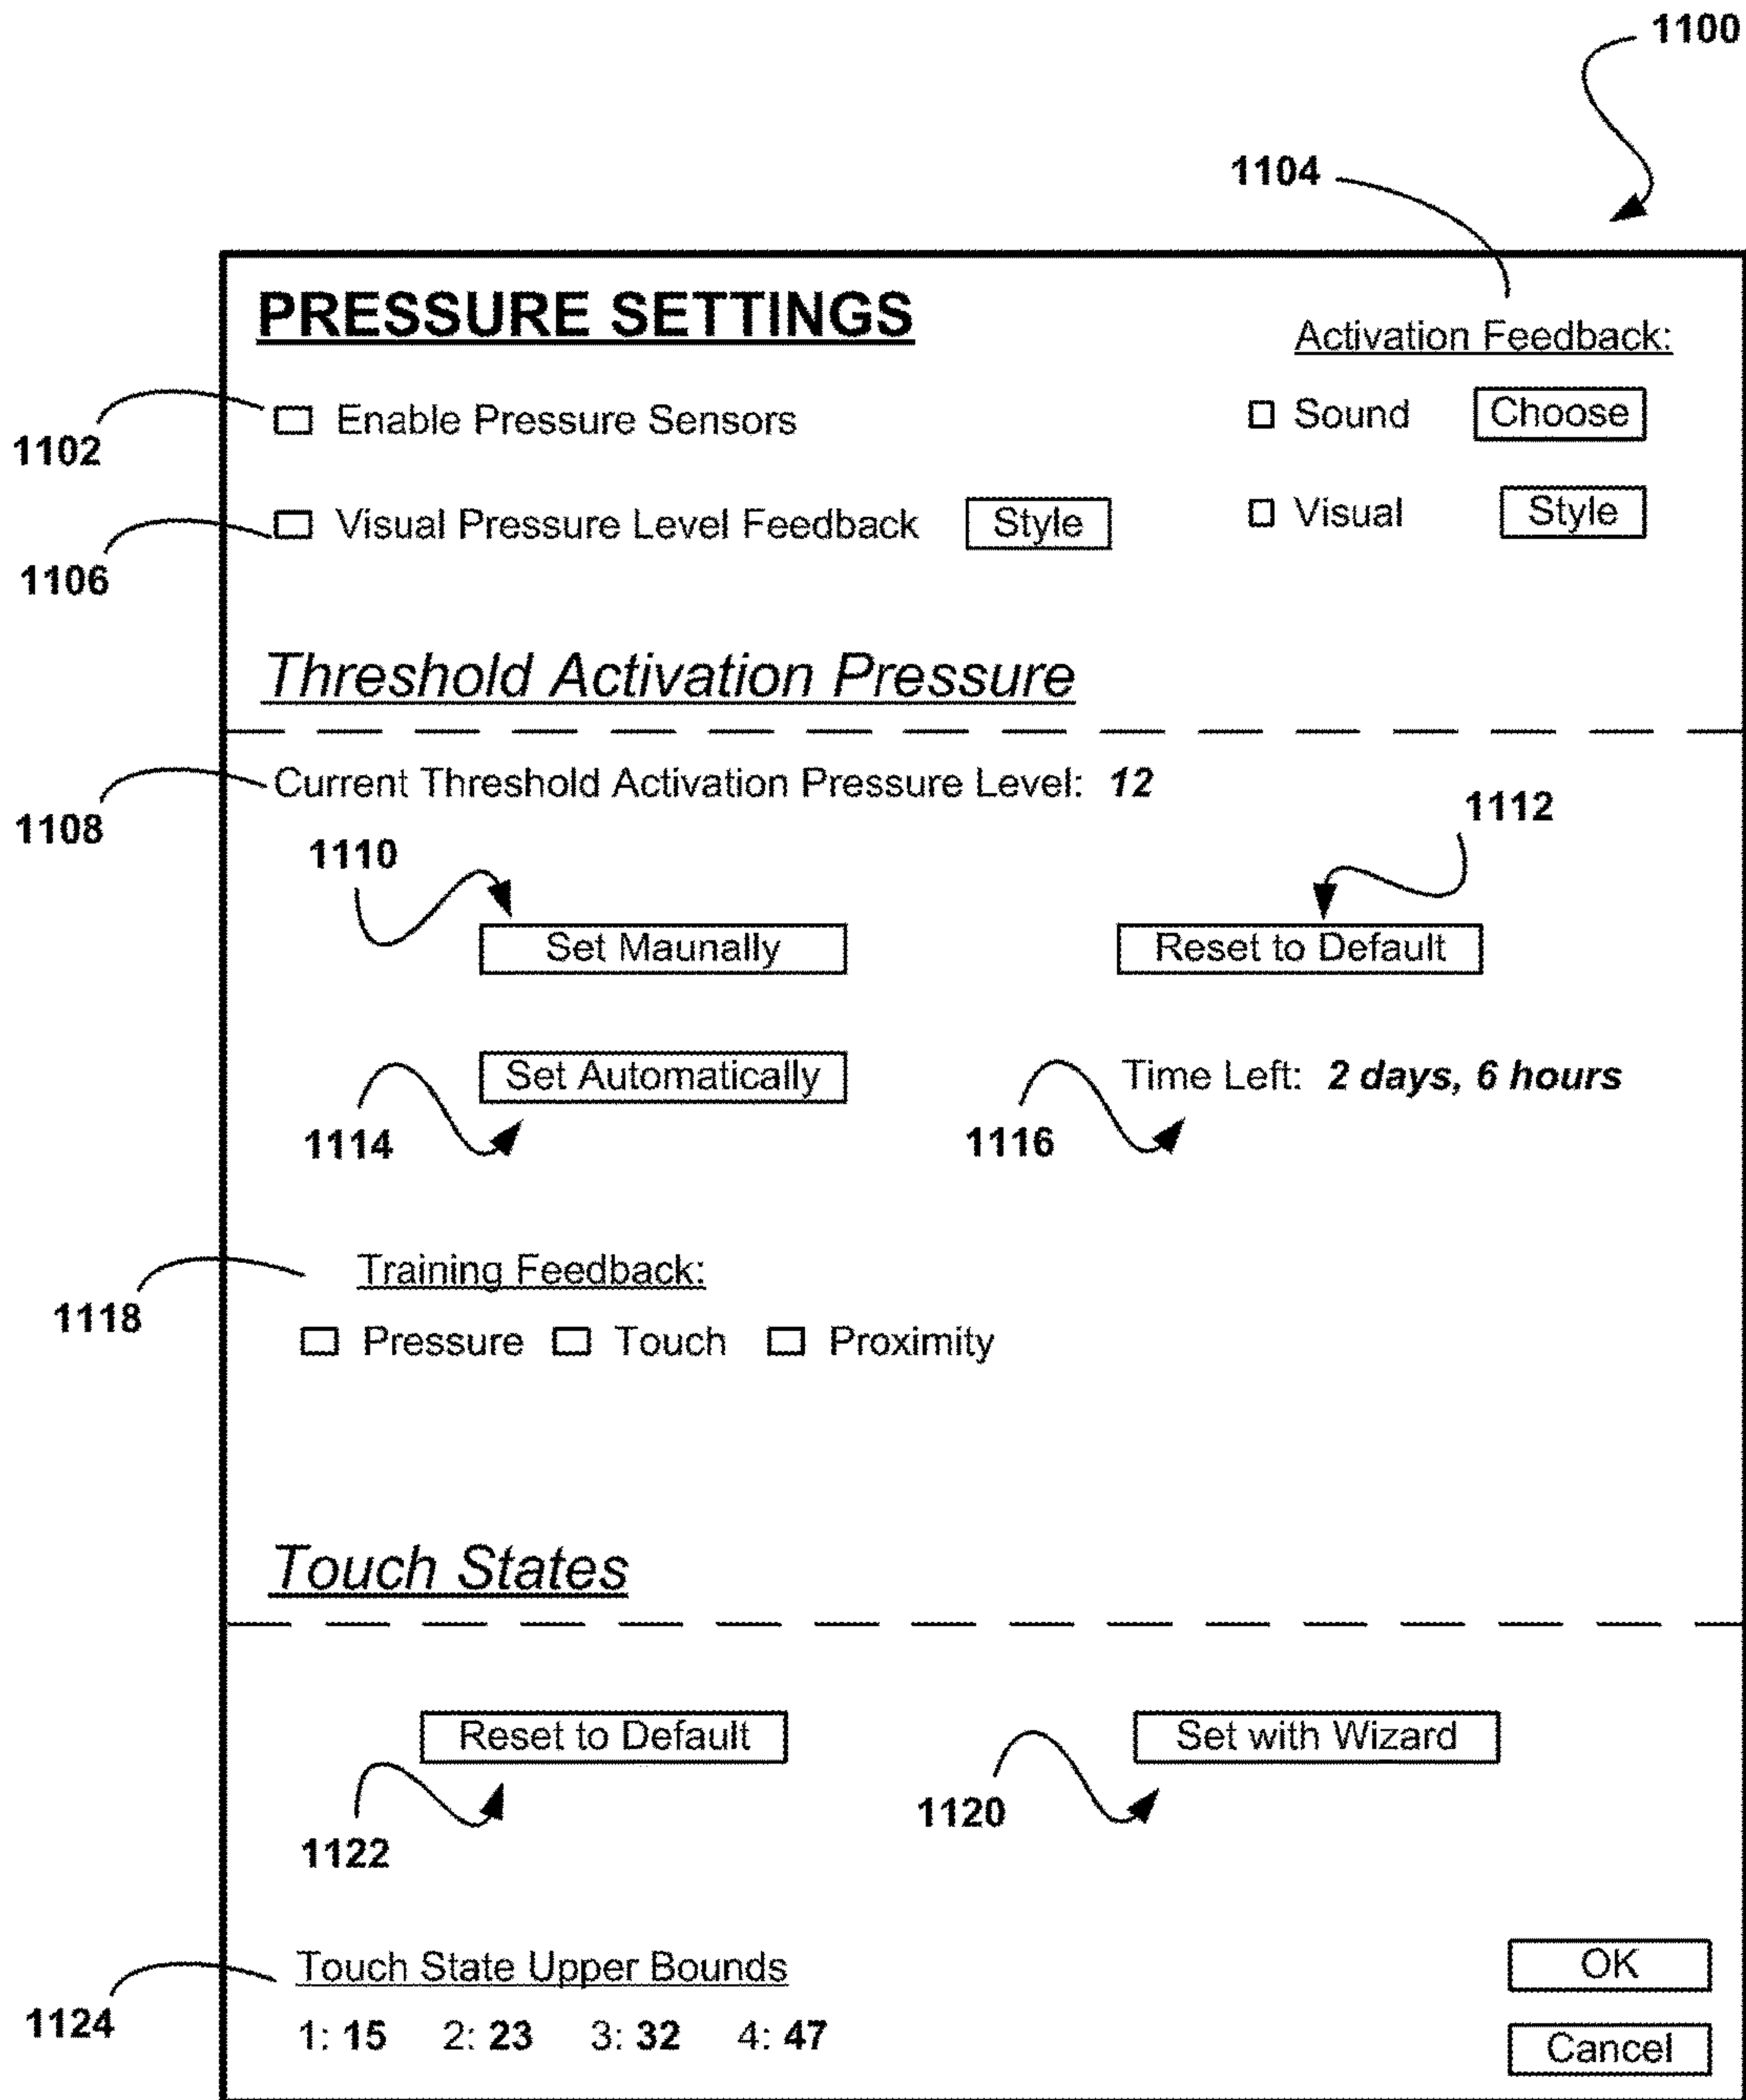 1100
1104
PRESSURE SETTINGS
Activation Feedback:
1102
Enable Pressure Sensors
Sound Choose
1106
Visual Pressure Level Feedback Style
Visual Style
Threshold Activation Pressure
1108
Current Threshold Activation Pressure Level: 12
1110
1112
Set Maunally
Reset to Default
Set Automatically
Time Left: 2 days, 6 hours
1114
1116
1118
Training Feedback:
Pressure Touch Proximity
Touch States
Reset to Default
Set with Wizard
1122
1120
1124
Touch State Upper Bounds
1: 15 2: 23 3: 32 4: 47
OK
Cancel